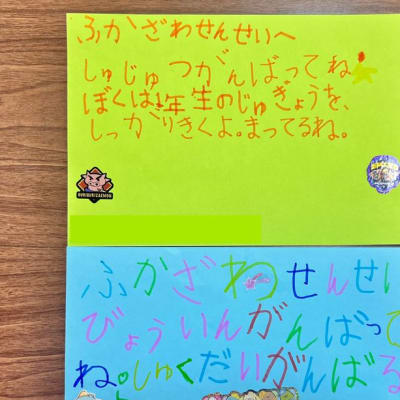 ふかざわせんせいへ
しゅじゅつがんばってね
ぼくは2年生のじゅぎょうを、
しっかりきくよ。まってるね。
ふかざわせんせい
びょういんがんばって
ね。しゅくだいがんばる